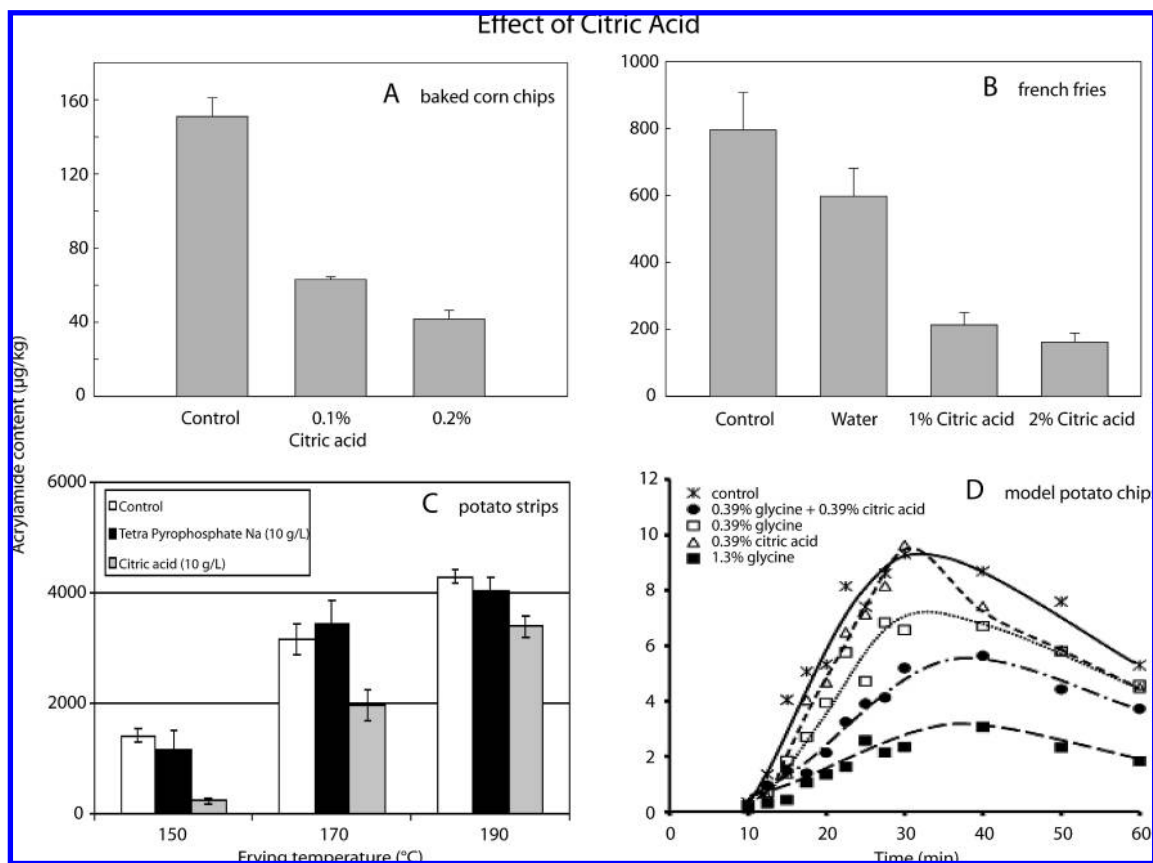 Effect of Citric Acid
Acrylamide content (µg/kg)
A baked corn chips
160
120
80
40
0
Control
0.1%
0.2%
Citric acid
B french fries
1000
800
600
400
200
0
Control
Water
1% Citric acid
2% Citric acid
C potato strips
Control
Tetra Pyrophosphate Na (10 g/L)
Citric acid (10 g/L)
6000
4000
2000
0
150
170
190
Frying temperature (°C)
D model potato chip
control
0.39% glycine + 0.39% citric acid
0.39% glycine
0.39% citric acid
1.3% glycine
12
10
8
6
4
2
0
0
10
20
30
40
50
60
Time (min)